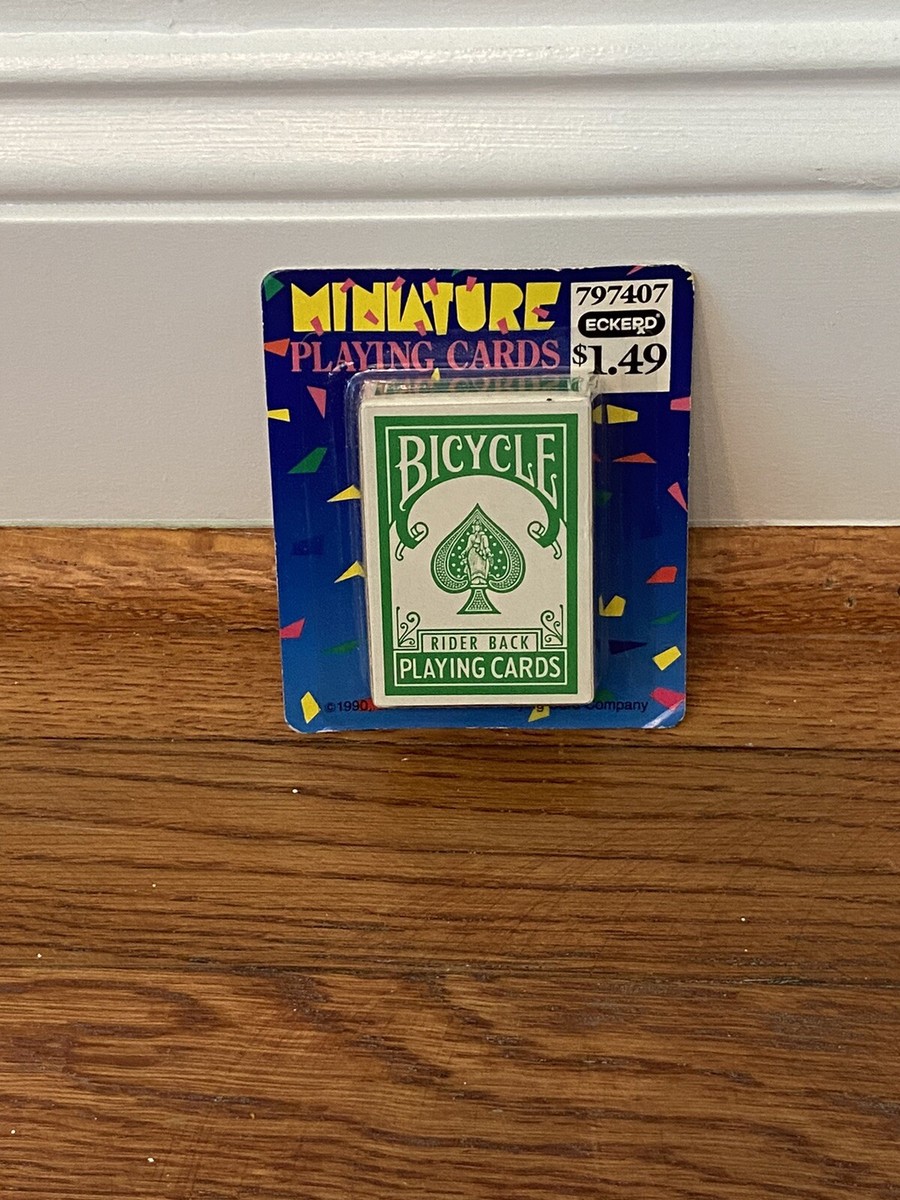 MINIATURE
PLAYING CARDS
797407
ECKERD
$1.49
BICYCLE
RIDER BACK
PLAYING CARDS
©1990, Company